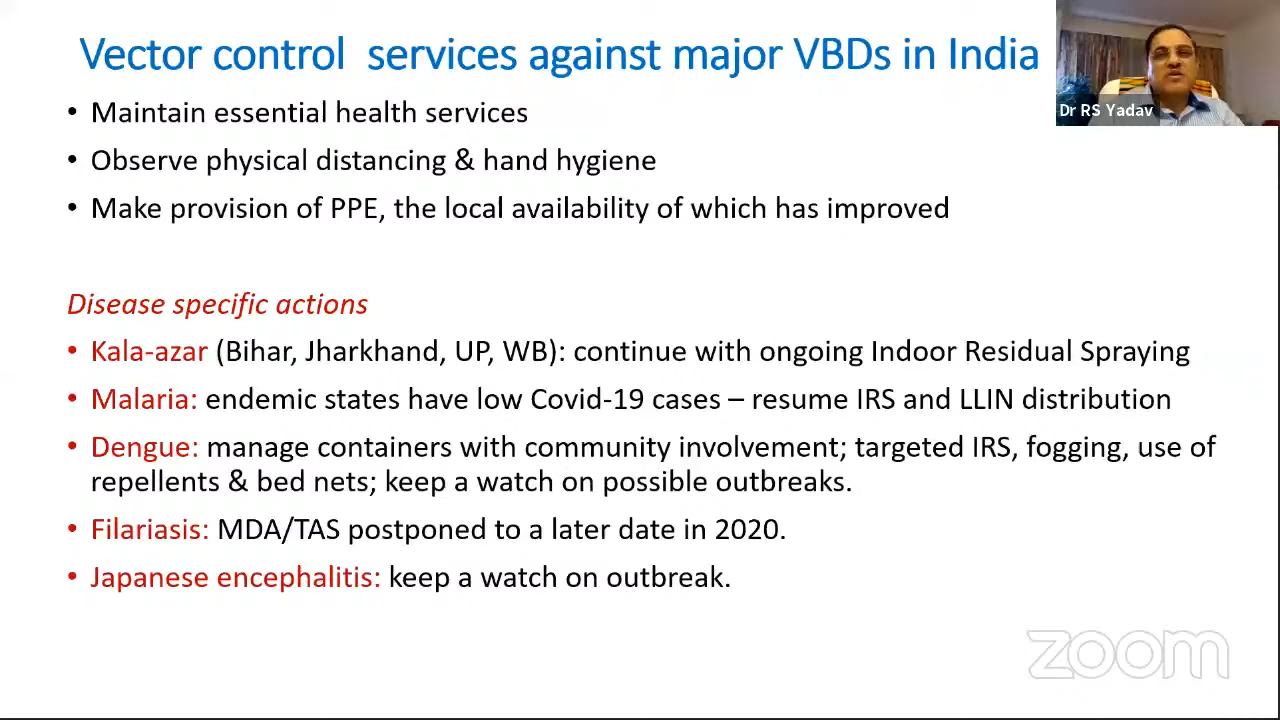 Vector control services against major VBDs in India
Dr RS Yadav
• Maintain essential health services
• Observe physical distancing & hand hygiene
• Make provision of PPE, the local availability of which has improved
Disease specific actions
• Kala-azar (Bihar, Jharkhand, UP, WB): continue with ongoing Indoor Residual Spraying
• Malaria: endemic states have low Covid-19 cases – resume IRS and LLIN distribution
• Dengue: manage containers with community involvement; targeted IRS, fogging, use of
repellents & bed nets; keep a watch on possible outbreaks.
• Filariasis: MDA/TAS postponed to a later date in 2020.
• Japanese encephalitis: keep a watch on outbreak.
zoom